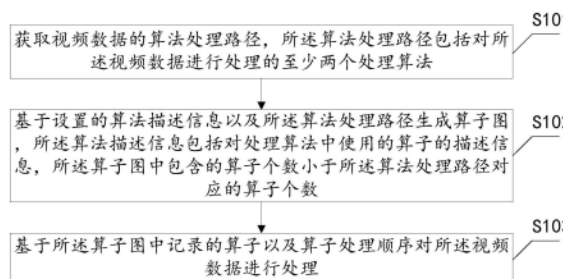 S101
获取视频数据的算法处理路径，所述算法处理路径包括对所
述视频数据进行处理的至少两个处理算法
S102
基于设置的算法描述信息以及所述算法处理路径生成算子图
，所述算法描述信息包括对处理算法中使用的算子的描述信
息，所述算子图中包含的算子个数小于所述算法处理路径对
应的算子个数
S103
基于所述算子图中记录的算子以及算子处理顺序对所述视频
数据进行处理